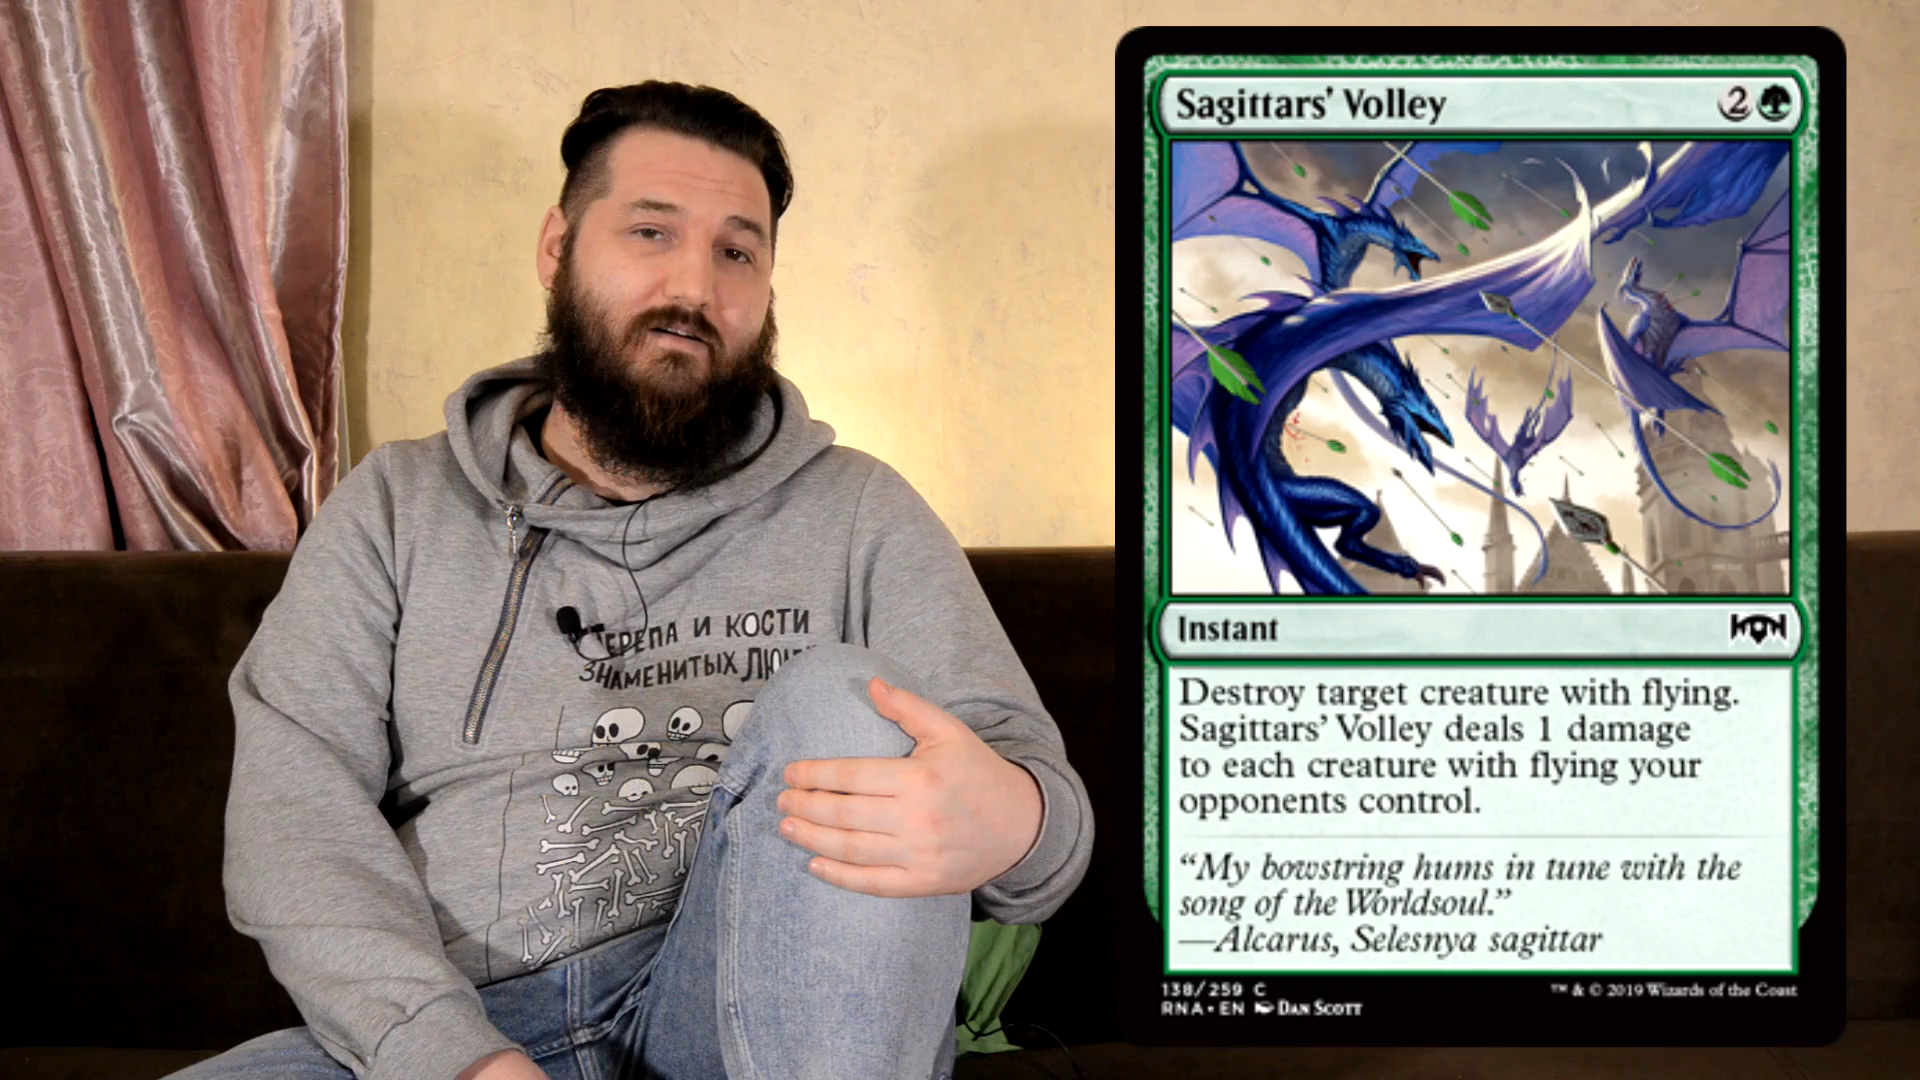 ЧЕРЕПА И КОСТИ
ЗНАМЕНИТЫХ
Sagittars’ Volley
2
Instant
Destroy target creature with flying.
Sagittars’ Volley deals 1 damage
to each creature with flying your
opponents control.
“My bowstring hums in tune with the
song of the Worldsoul.”
—Alcarus, Selesnya sagittar
138/259 C
RNA • EN Dan Scott
™ & © 2019 Wizards of the Coast